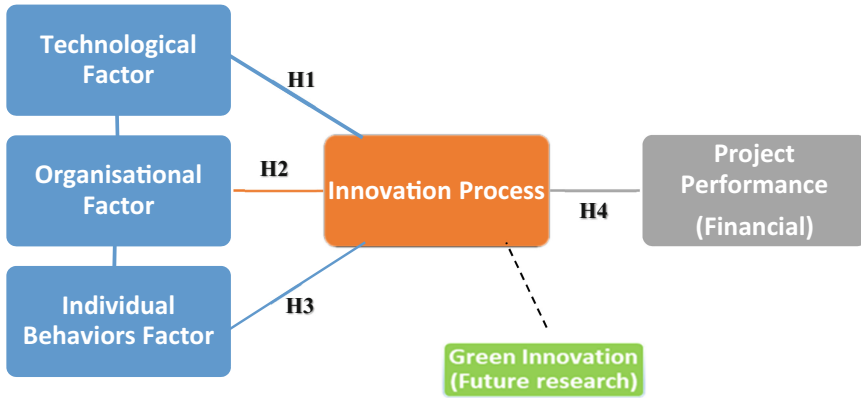 Technological
Factor
H1
Organisational
Factor
H2
Innovation Process
H4
Project
Performance
(Financial)
Individual
Behaviors Factor
H3
Green Innovation
(Future research)